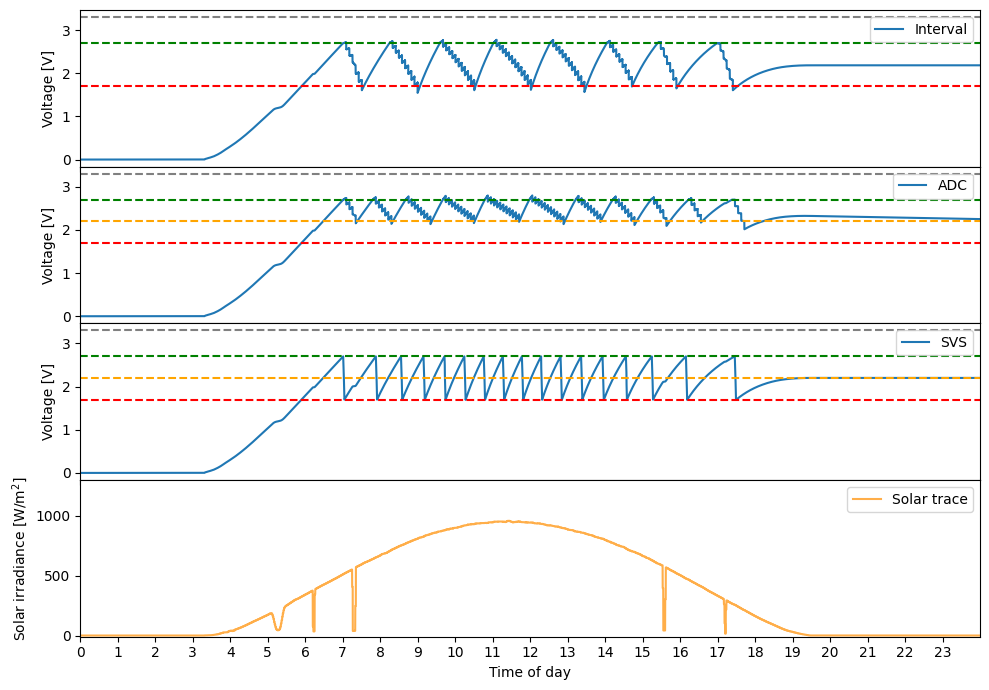 Voltage [V]
3
2
1
0
Interval
Voltage [V]
3
2
1
0
ADC
Voltage [V]
3
2
1
0
SVS
Solar irradiance [W/m²]
1000
500
0
Solar trace
0 1 2 3 4 5 6 7 8 9 10 11 12 13 14 15 16 17 18 19 20 21 22 23
Time of day